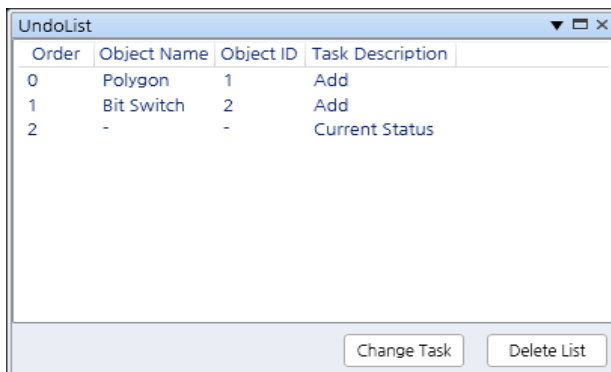 UndoList
Order Object Name Object ID Task Description
0 Polygon 1 Add
1 Bit Switch 2 Add
2 - - Current Status
Change Task Delete List